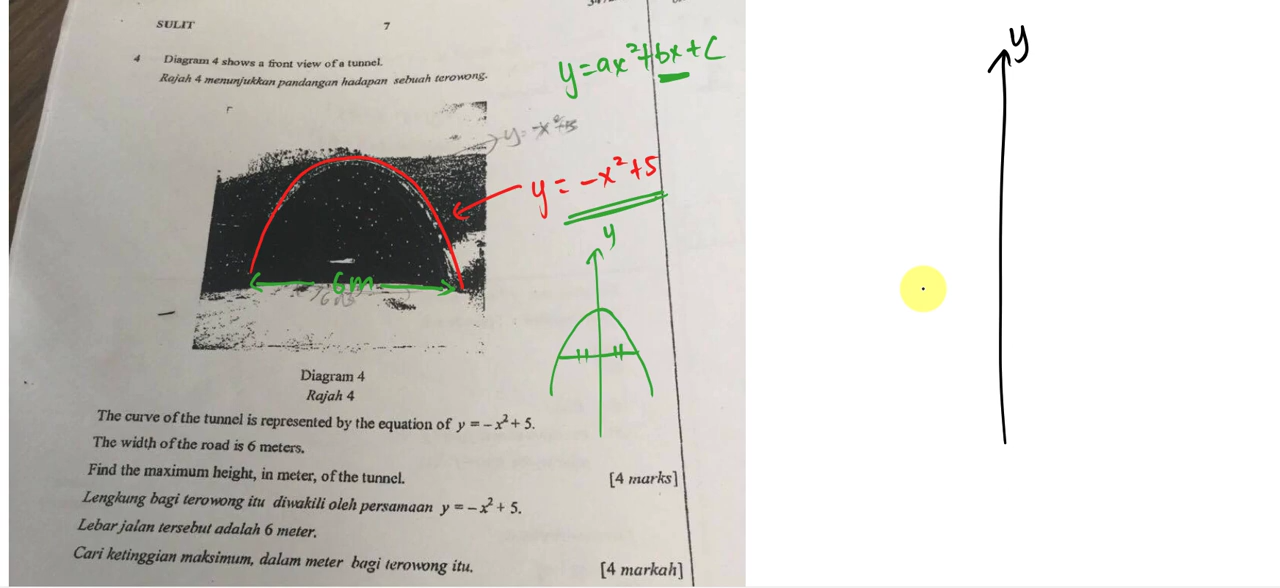 SULIT
7
4 Diagram 4 shows a front view of a tunnel.
Rajah 4 menunjukkan pandangan hadapan sebuah terowong.
y=ax²+bx+c
y=-x²+5
y = -x²+5
6m
y
Diagram 4
Rajah 4
The curve of the tunnel is represented by the equation of y = – x² + 5.
The width of the road is 6 meters.
Find the maximum height, in meter, of the tunnel. [4 marks]
Lengkung bagi terowong itu diwakili oleh persamaan y = – x² + 5.
Lebar jalan tersebut adalah 6 meter.
Cari ketinggian maksimum, dalam meter bagi terowong itu. [4 markah]
y